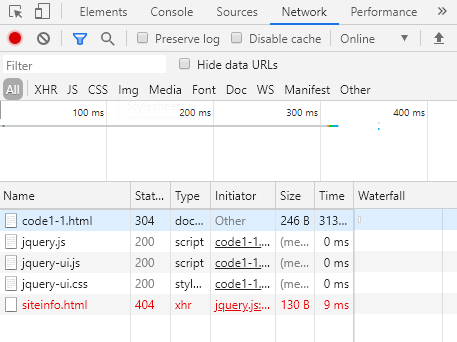 Elements Console Sources Network Performance »
Preserve log Disable cache Online
Filter Hide data URLs
All XHR JS CSS Img Media Font Doc WS Manifest Other
100 ms 200 ms 300 ms 400 ms
Name Stat... Type Initiator Size Time Waterfall
code1-1.html 304 doc... Other 246 B 313...
jquery.js 200 script code1-1.... (me... 0 ms
jquery-ui.js 200 script code1-1.... (me... 0 ms
jquery-ui.css 200 styl... code1-1.... (me... 0 ms
siteinfo.html 404 xhr jquery.js:... 130 B 9 ms